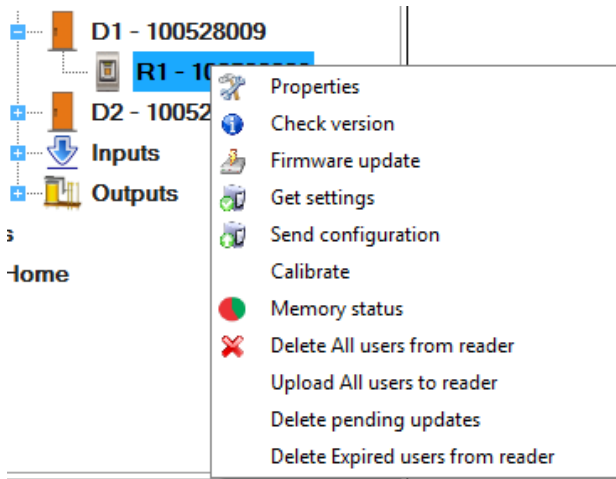 D1 - 100528009
R1 - 10
D2 - 10052
Inputs
Outputs
s
Home
Properties
Check version
Firmware update
Get settings
Send configuration
Calibrate
Memory status
Delete All users from reader
Upload All users to reader
Delete pending updates
Delete Expired users from reader